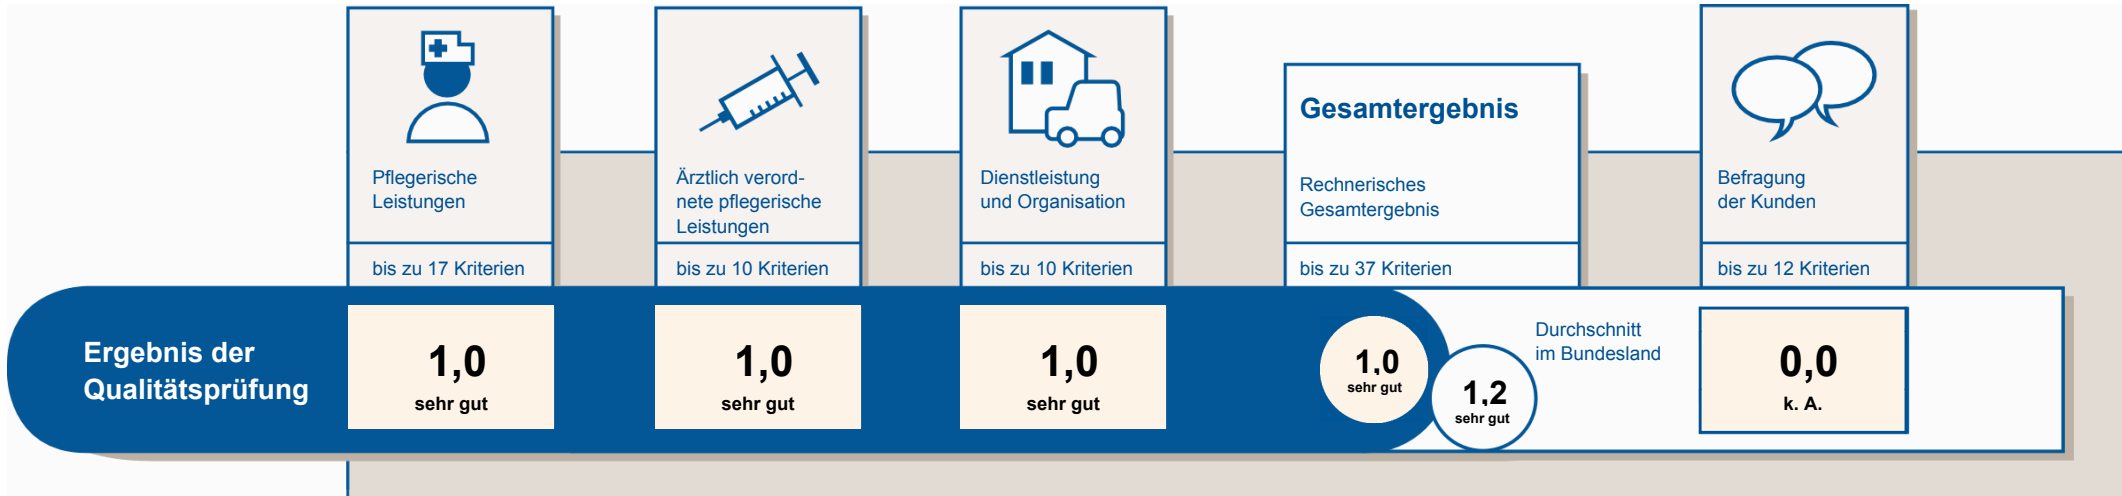 Pflegerische
Leistungen
bis zu 17 Kriterien
Ärztlich verord-
nete pflegerische
Leistungen
bis zu 10 Kriterien
Dienstleistung
und Organisation
bis zu 10 Kriterien
Gesamtergebnis
Rechnerisches
Gesamtergebnis
bis zu 37 Kriterien
Befragung
der Kunden
bis zu 12 Kriterien
Ergebnis der
Qualitätsprüfung
1,0
sehr gut
1,0
sehr gut
1,0
sehr gut
1,0
sehr gut
1,2
sehr gut
Durchschnitt
im Bundesland
0,0
k. A.